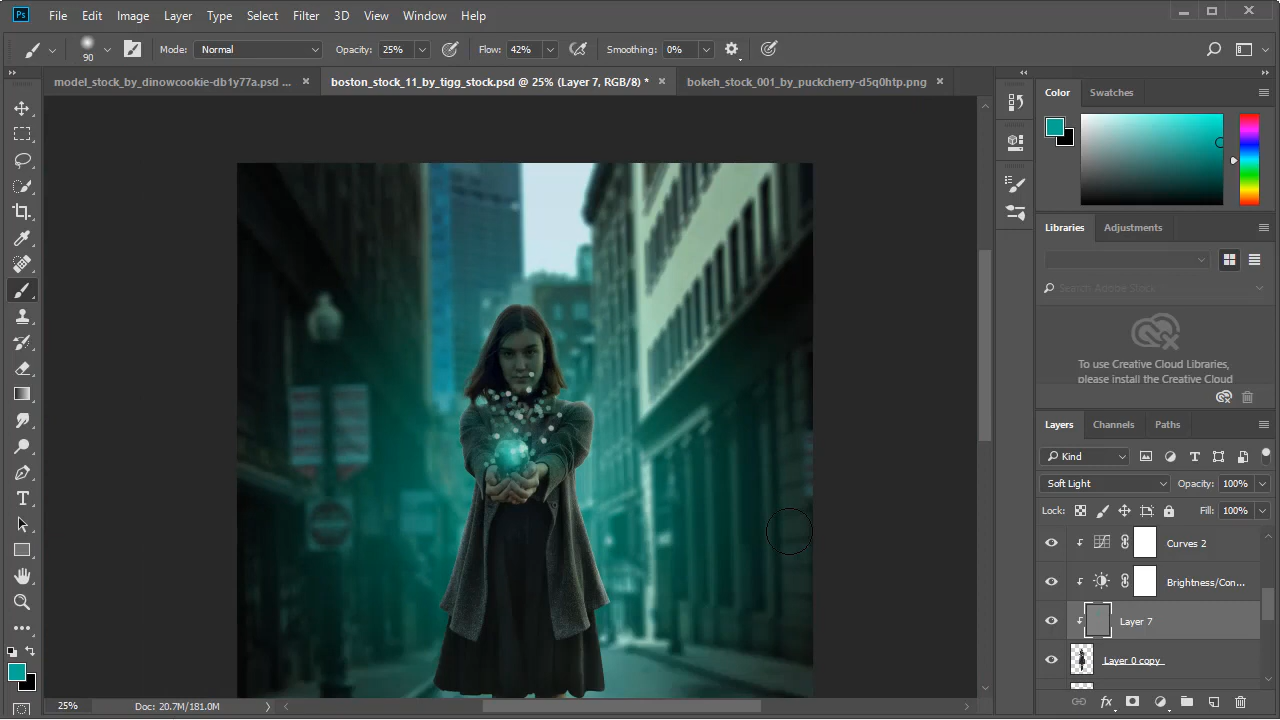 Ps File Edit Image Layer Type Select Filter 3D View Window Help
90 Mode: Normal Opacity: 25% Flow: 42% Smoothing: 0%
model_stock_by_dinowcookie-db1y77a.psd ... × boston_stock_11_by_tigg_stock.psd @ 25% (Layer 7, RGB/8) * × bokeh_stock_001_by_puckcherry-d5q0htp.png ×
Color Swatches
Libraries Adjustments
Search Adobe Stock
To use Creative Cloud Libraries,
please install the Creative Cloud
Layers Channels Paths
Kind
Soft Light Opacity: 100%
Lock: Fill: 100%
Curves 2
Brightness/Con...
Layer 7
Layer 0 copy
25% Doc: 20.7M/181.0M